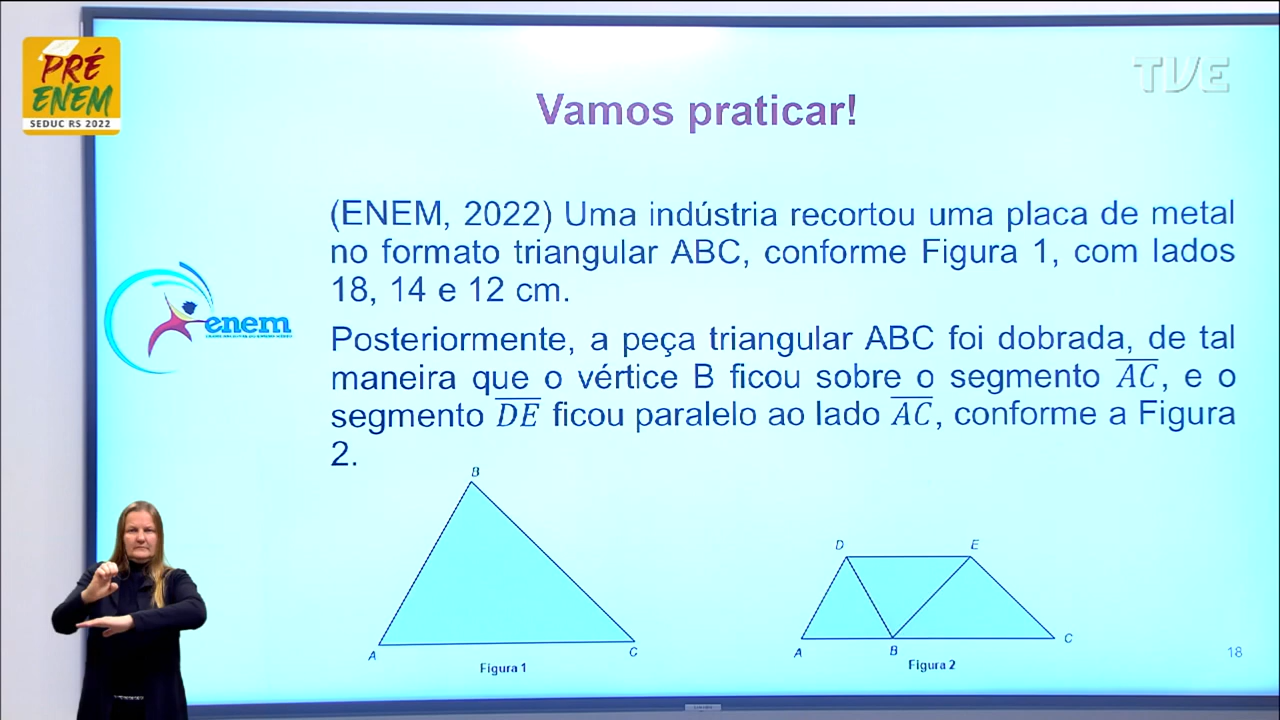 PRÉ
ENEM
SEDUC RS 2022
TVE
Vamos praticar!
(ENEM, 2022) Uma indústria recortou uma placa de metal
no formato triangular ABC, conforme Figura 1, com lados
18, 14 e 12 cm.
Posteriormente, a peça triangular ABC foi dobrada, de tal
maneira que o vértice B ficou sobre o segmento AC, e o
segmento DE ficou paralelo ao lado AC, conforme a Figura
2.
enem
B
A
C
Figura 1
D
E
A
B
C
Figura 2
18